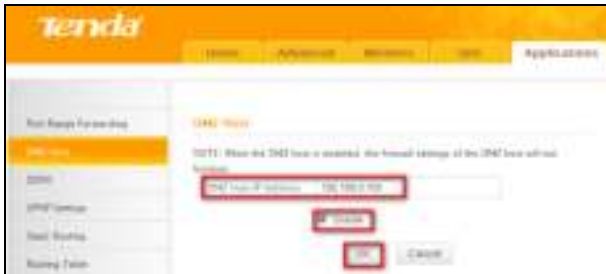 Tenda
Home Advanced Wireless Applications
Port Range Forwarding
DMZ Host
DMZ Host
NOTE: When the DMZ host is enabled, the firewall settings of the DMZ host will not
function.
DMZ Host IP Address
DDNS
Enable
UPNP Settings
Static Routing
OK Cancel
Routing Table